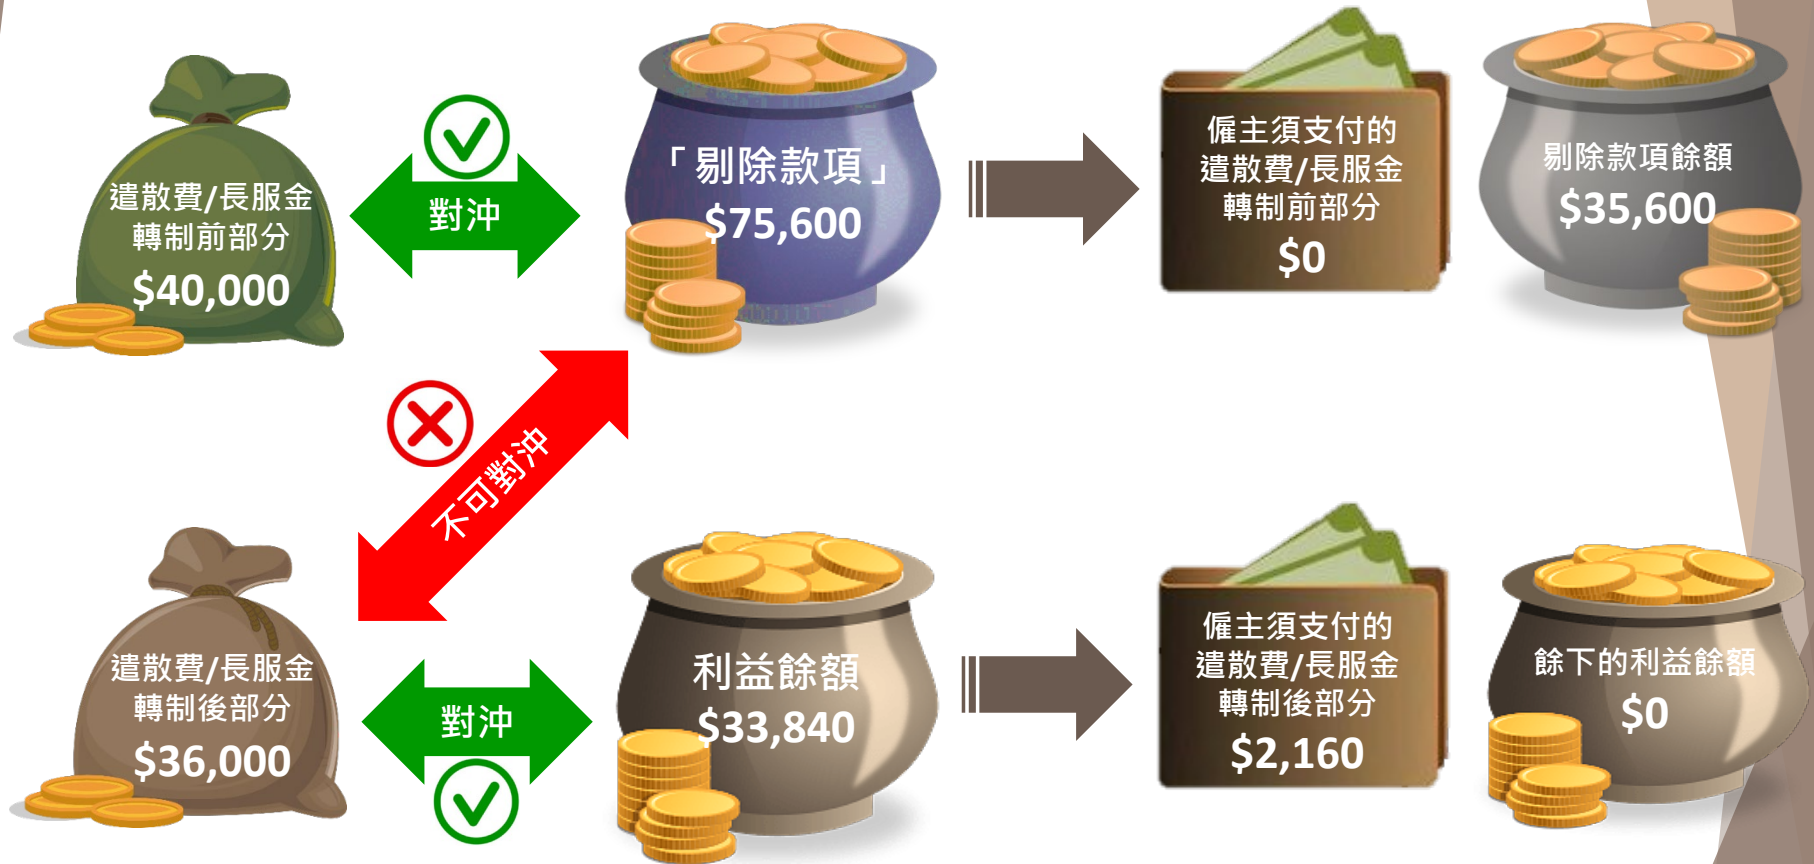 遣散費/長服金
轉制前部分
$40,000
對沖
「剔除款項」
$75,600
僱主須支付的
遣散費/長服金
轉制前部分
$0
剔除款項餘額
$35,600
不可對沖
遣散費/長服金
轉制後部分
$36,000
對沖
利益餘額
$33,840
僱主須支付的
遣散費/長服金
轉制後部分
$2,160
餘下的利益餘額
$0